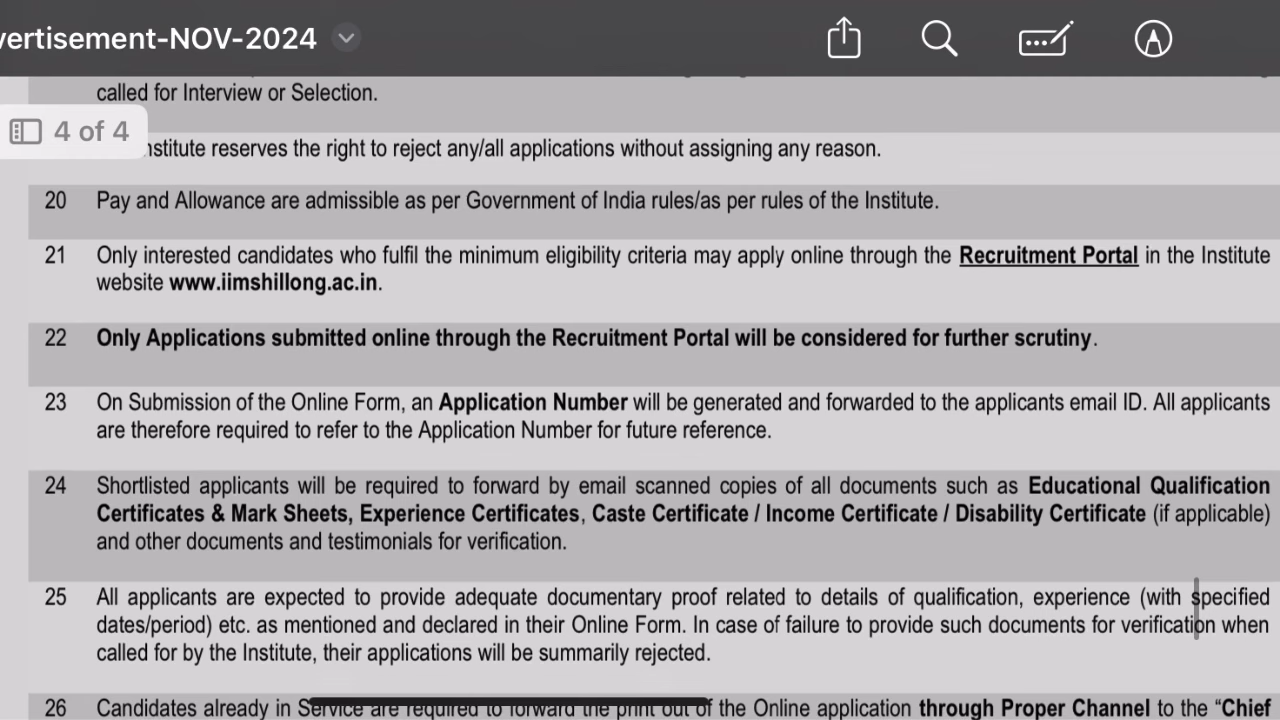 vertisement-NOV-2024
called for Interview or Selection.
4 of 4
nstitute reserves the right to reject any/all applications without assigning any reason.
20 Pay and Allowance are admissible as per Government of India rules/as per rules of the Institute.
21 Only interested candidates who fulfil the minimum eligibility criteria may apply online through the Recruitment Portal in the Institute
website www.iimshillong.ac.in.
22 Only Applications submitted online through the Recruitment Portal will be considered for further scrutiny.
23 On Submission of the Online Form, an Application Number will be generated and forwarded to the applicants email ID. All applicants
are therefore required to refer to the Application Number for future reference.
24 Shortlisted applicants will be required to forward by email scanned copies of all documents such as Educational Qualification
Certificates & Mark Sheets, Experience Certificates, Caste Certificate / Income Certificate / Disability Certificate (if applicable)
and other documents and testimonials for verification.
25 All applicants are expected to provide adequate documentary proof related to details of qualification, experience (with specified
dates/period) etc. as mentioned and declared in their Online Form. In case of failure to provide such documents for verification when
called for by the Institute, their applications will be summarily rejected.
26 Candidates already in Service are required to forward the print out of the Online application through Proper Channel to the “Chief